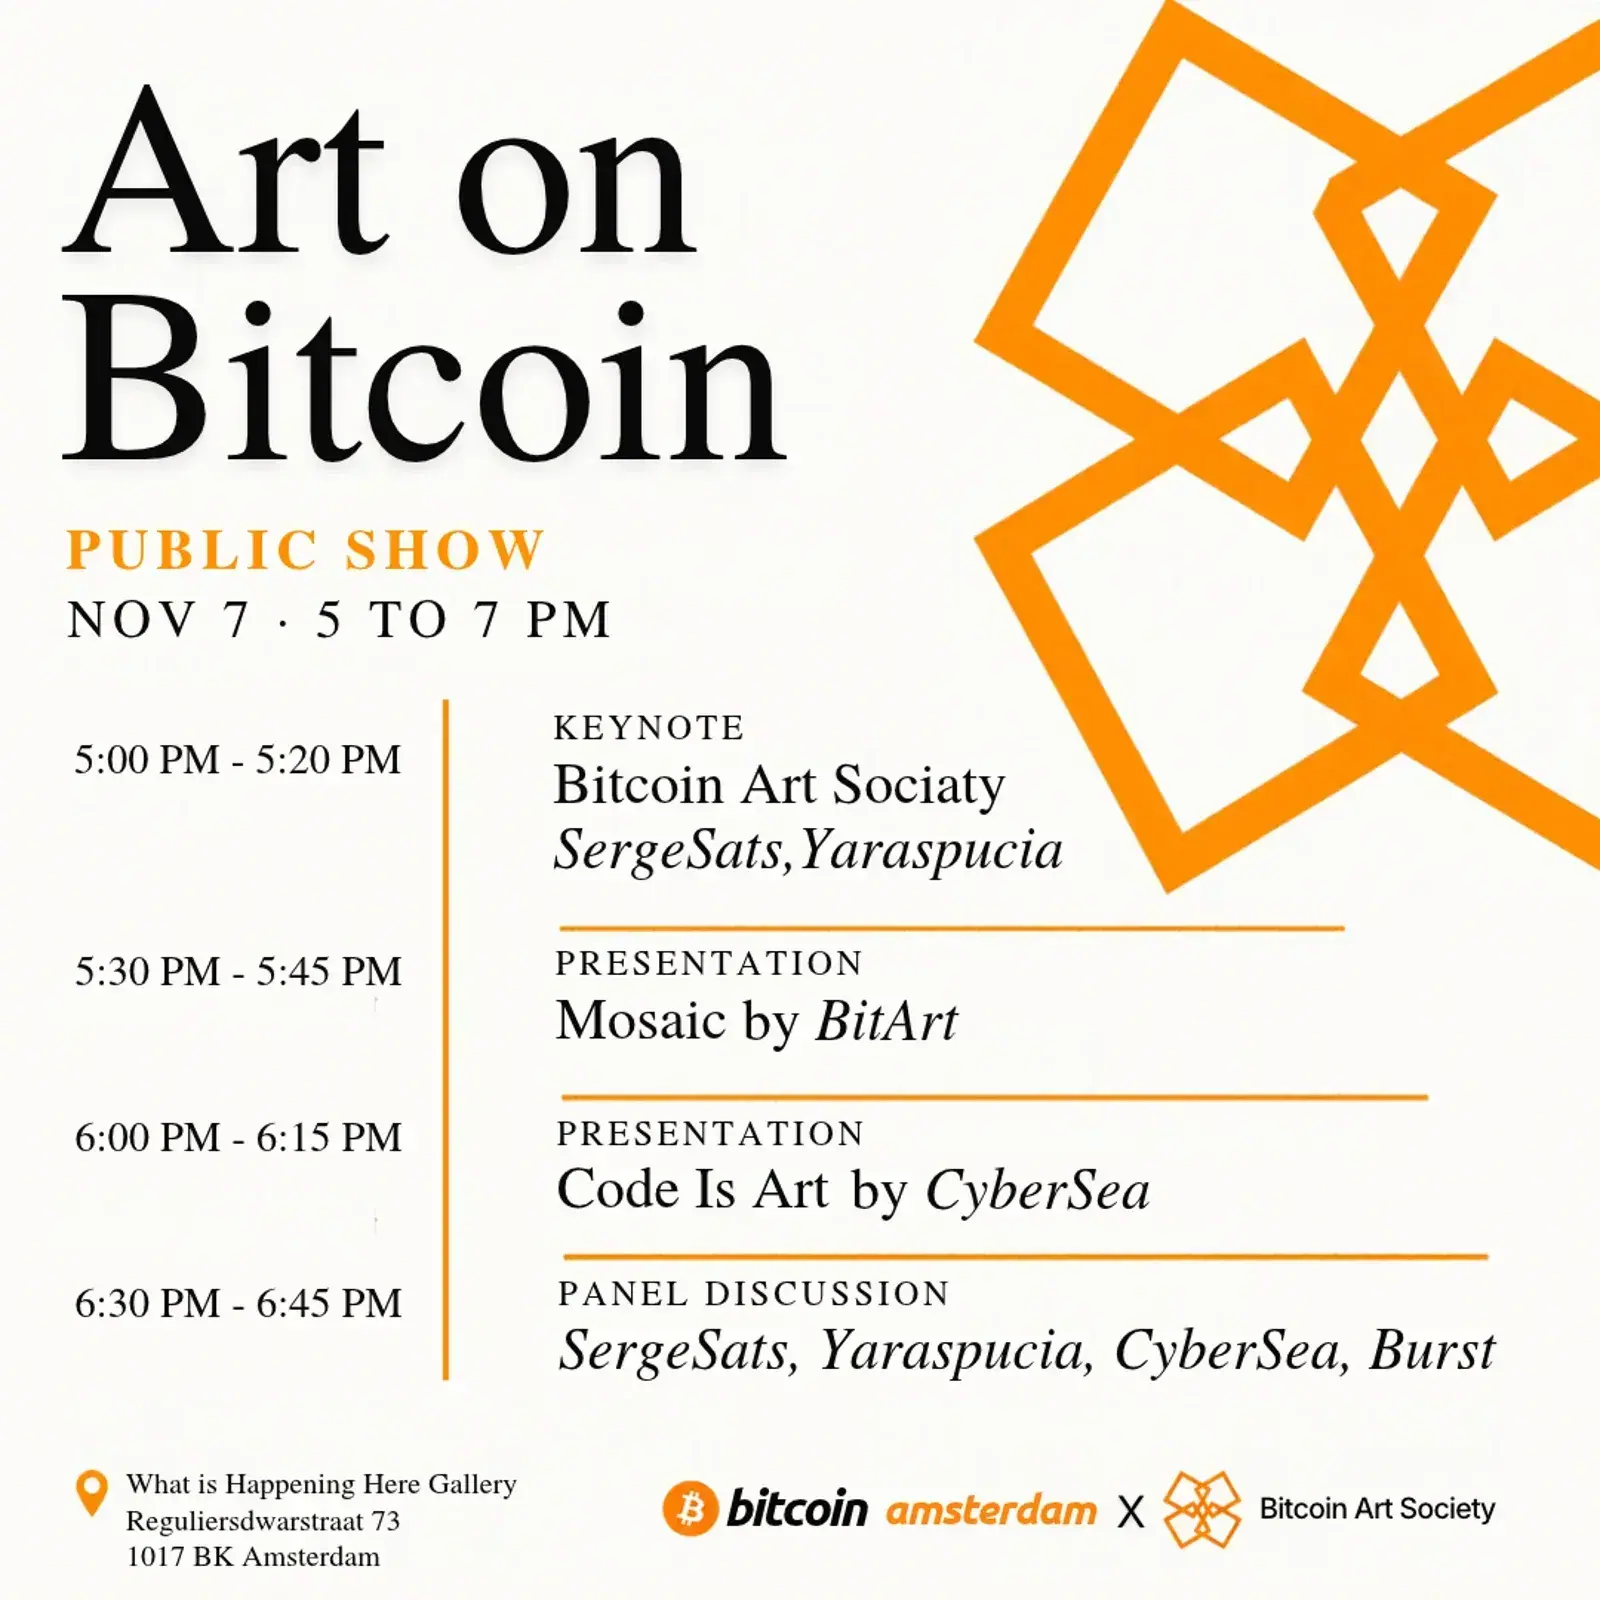 Art on
Bitcoin
PUBLIC SHOW
NOV 7 · 5 TO 7 PM
5:00 PM - 5:20 PM
KEYNOTE
Bitcoin Art Sociaty
SergeSats,Yaraspucia
5:30 PM - 5:45 PM
PRESENTATION
Mosaic by BitArt
6:00 PM - 6:15 PM
PRESENTATION
Code Is Art by CyberSea
6:30 PM - 6:45 PM
PANEL DISCUSSION
SergeSats, Yaraspucia, CyberSea, Burst
What is Happening Here Gallery
Reguliersdwarstraat 73
1017 BK Amsterdam
bitcoin amsterdam X Bitcoin Art Society